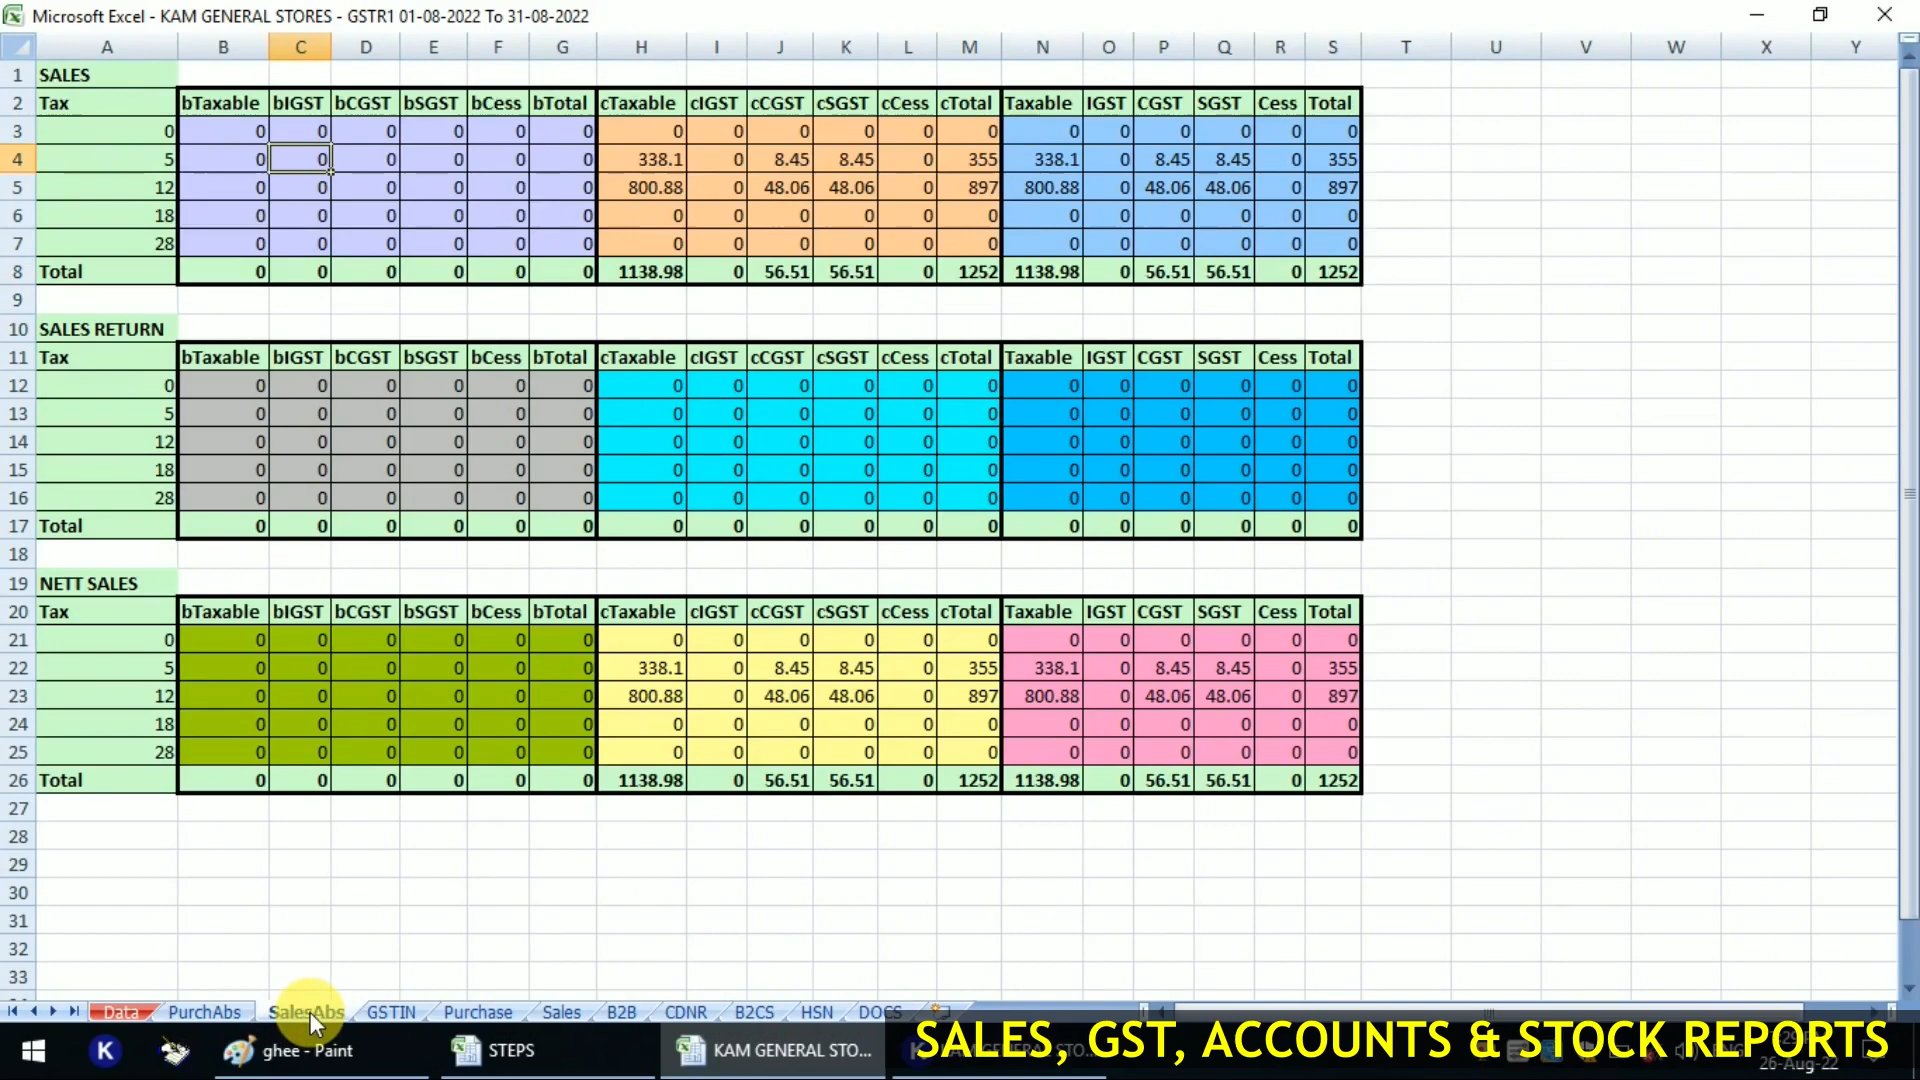 Microsoft Excel - KAM GENERAL STORES - GSTR1 01-08-2022 To 31-08-2022
A B C D E F G H I J K L M N O P Q R S T U V W X Y
1 SALES
2 Tax bTaxable bIGST bCGST bSGST bCess bTotal cTaxable cIGST cCGST cSGST cCess cTotal Taxable IGST CGST SGST Cess Total
3 0 0 0 0 0 0 0 0 0 0 0 0 0 0 0 0 0 0 0
4 5 0 0 0 0 0 0 338.1 0 8.45 8.45 0 355 338.1 0 8.45 8.45 0 355
5 12 0 0 0 0 0 0 800.88 0 48.06 48.06 0 897 800.88 0 48.06 48.06 0 897
6 18 0 0 0 0 0 0 0 0 0 0 0 0 0 0 0 0 0 0
7 28 0 0 0 0 0 0 0 0 0 0 0 0 0 0 0 0 0 0
8 Total 0 0 0 0 0 0 1138.98 0 56.51 56.51 0 1252 1138.98 0 56.51 56.51 0 1252
9
10 SALES RETURN
11 Tax bTaxable bIGST bCGST bSGST bCess bTotal cTaxable cIGST cCGST cSGST cCess cTotal Taxable IGST CGST SGST Cess Total
12 0 0 0 0 0 0 0 0 0 0 0 0 0 0 0 0 0 0 0
13 5 0 0 0 0 0 0 0 0 0 0 0 0 0 0 0 0 0 0
14 12 0 0 0 0 0 0 0 0 0 0 0 0 0 0 0 0 0 0
15 18 0 0 0 0 0 0 0 0 0 0 0 0 0 0 0 0 0 0
16 28 0 0 0 0 0 0 0 0 0 0 0 0 0 0 0 0 0 0
17 Total 0 0 0 0 0 0 0 0 0 0 0 0 0 0 0 0 0 0
18
19 NETT SALES
20 Tax bTaxable bIGST bCGST bSGST bCess bTotal cTaxable cIGST cCGST cSGST cCess cTotal Taxable IGST CGST SGST Cess Total
21 0 0 0 0 0 0 0 0 0 0 0 0 0 0 0 0 0 0 0
22 5 0 0 0 0 0 0 338.1 0 8.45 8.45 0 355 338.1 0 8.45 8.45 0 355
23 12 0 0 0 0 0 0 800.88 0 48.06 48.06 0 897 800.88 0 48.06 48.06 0 897
24 18 0 0 0 0 0 0 0 0 0 0 0 0 0 0 0 0 0 0
25 28 0 0 0 0 0 0 0 0 0 0 0 0 0 0 0 0 0 0
26 Total 0 0 0 0 0 0 1138.98 0 56.51 56.51 0 1252 1138.98 0 56.51 56.51 0 1252
27
28
29
30
31
32
33
Data PurchAbs SalesAbs GSTIN Purchase Sales B2B CDNR B2CS HSN DOCS
K ghee - Paint STEPS KAM GENERAL STO...
SALES, GST, ACCOUNTS & STOCK REPORTS
26-Aug-22